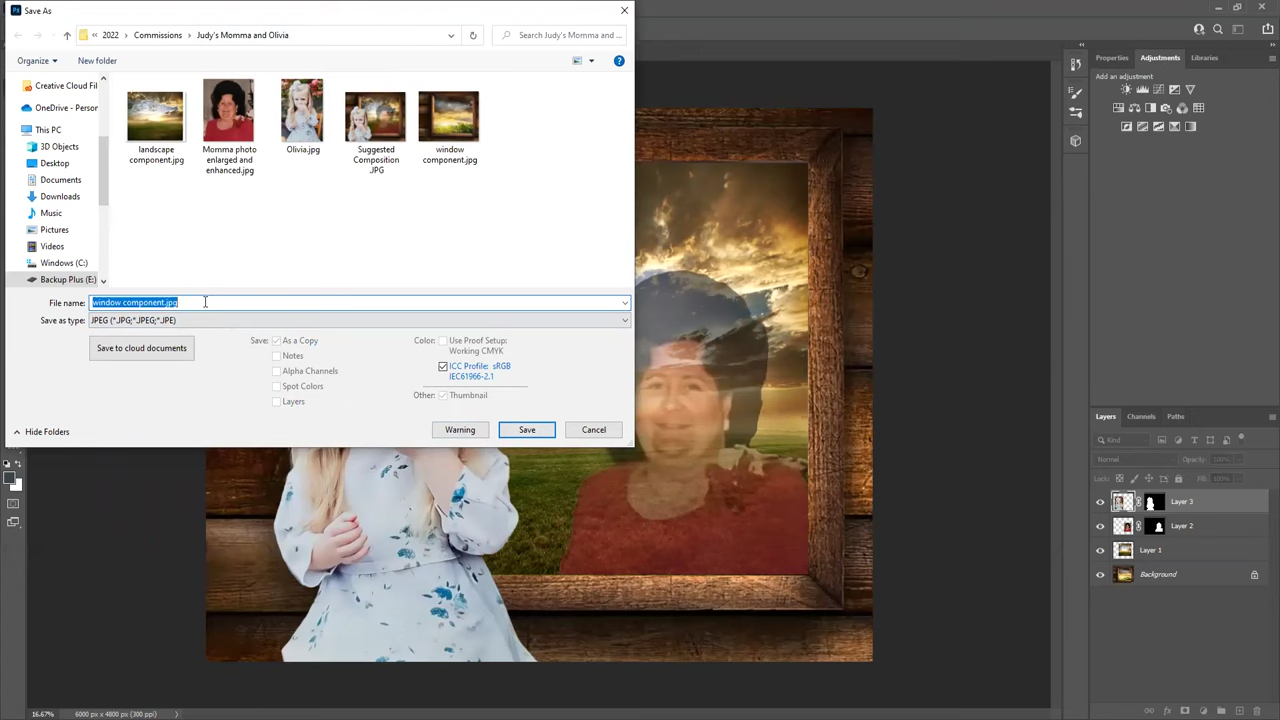 Save As
2022 > Commissions > Judy's Momma and Olivia
Search Judy's Momma and ...
Organize
New folder
Creative Cloud Fil
OneDrive - Person
This PC
3D Objects
Desktop
Documents
Downloads
Music
Pictures
Videos
Windows (C:)
Backup Plus (E:)
landscape
component.jpg
Momma photo
enlarged and
enhanced.jpg
Olivia.jpg
Suggested
Composition
JPG
window
component.jpg
File name: window component.jpg
Save as type: JPEG (*.JPG;*.JPEG;*.JPE)
Save to cloud documents
Save: As a Copy
Notes
Alpha Channels
Spot Colors
Layers
Color: Use Proof Setup:
Working CMYK
ICC Profile: sRGB
IEC61966-2.1
Other: Thumbnail
Hide Folders
Warning
Save
Cancel
Properties
Adjustments
Libraries
Add an adjustment
Layers
Channels
Paths
Kind
Normal
Opacity: 100%
Lock:
Fill: 100%
Layer 3
Layer 2
Layer 1
Background
16.67%
6000 px x 4800 px (300 ppi)